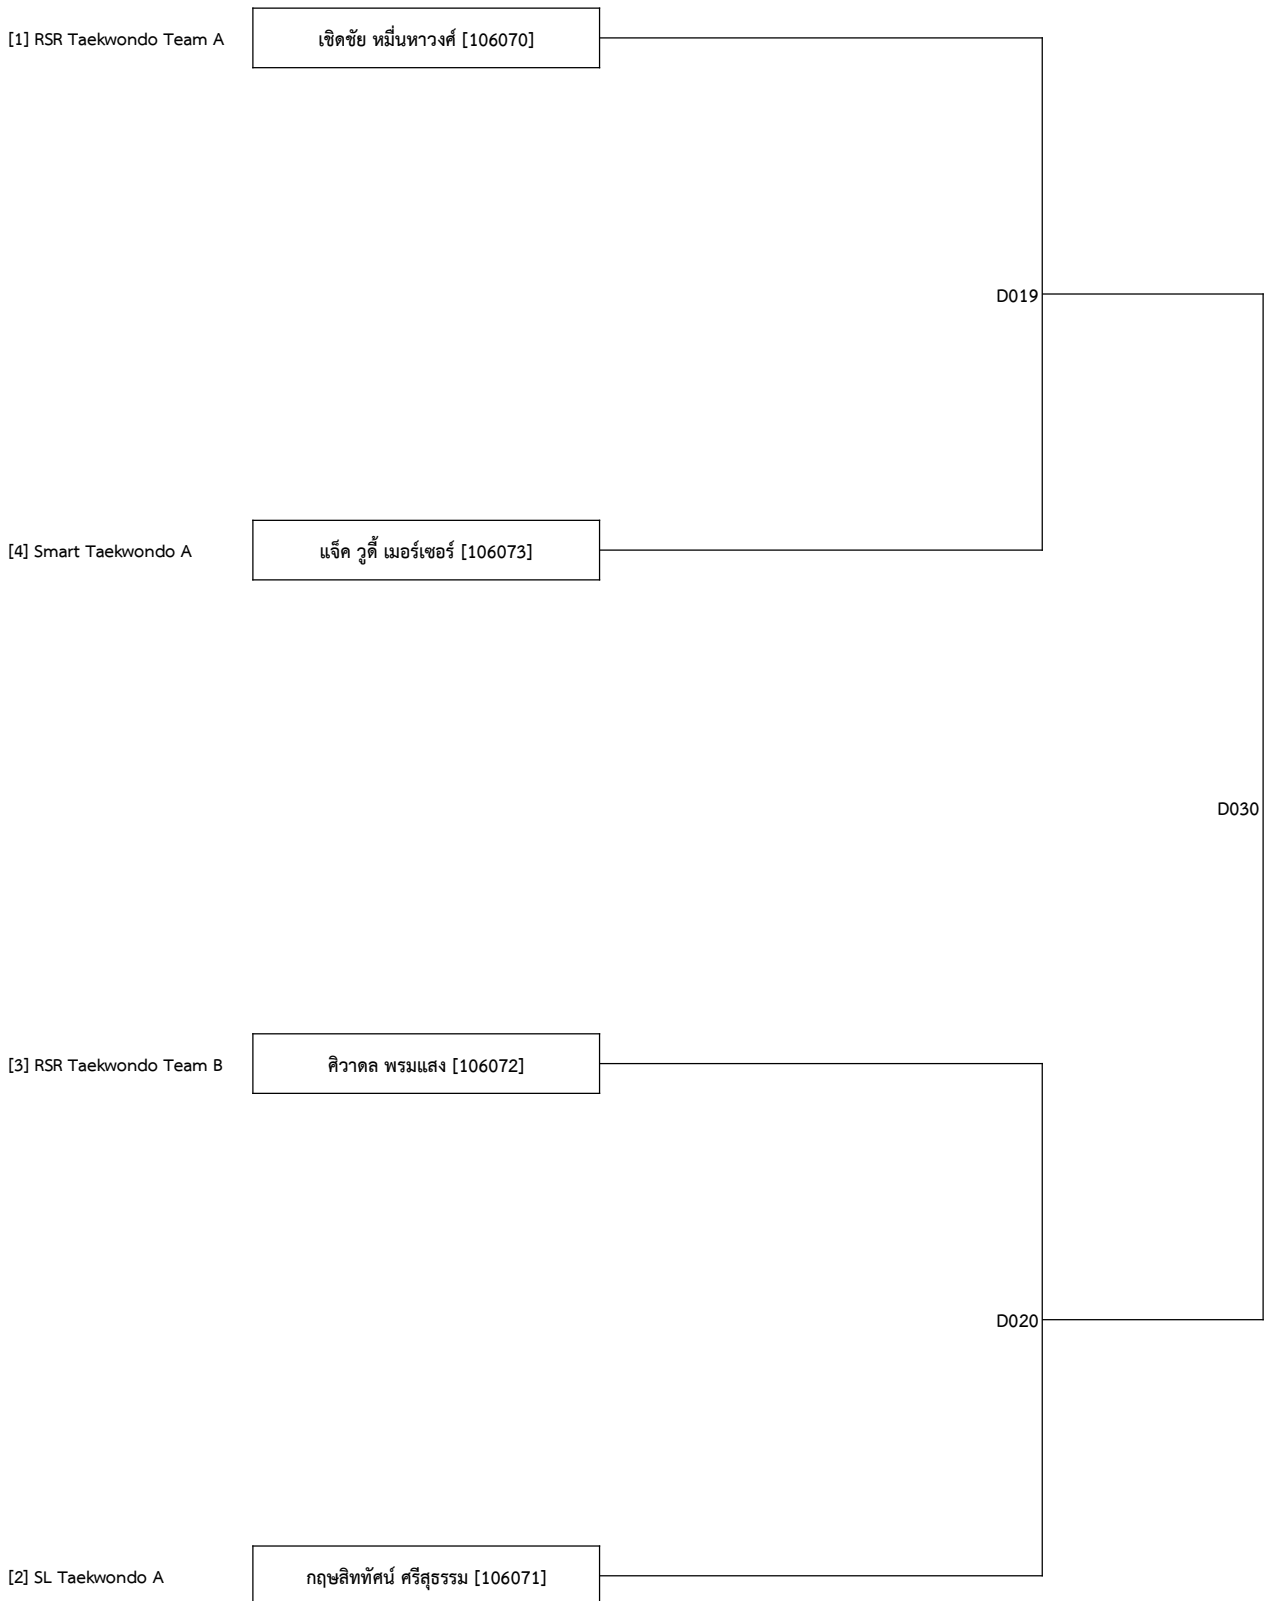 [1] RSR Taekwondo Team A
เชิดชัย หมื่นหาวงศ์ [106070]
D019
[4] Smart Taekwondo A
แจ็ค วูดี้ เมอร์เซอร์ [106073]
D030
[3] RSR Taekwondo Team B
ศิวาดล พรมแสง [106072]
D020
[2] SL Taekwondo A
กฤษสิททัศน์ ศรีสุธรรม [106071]